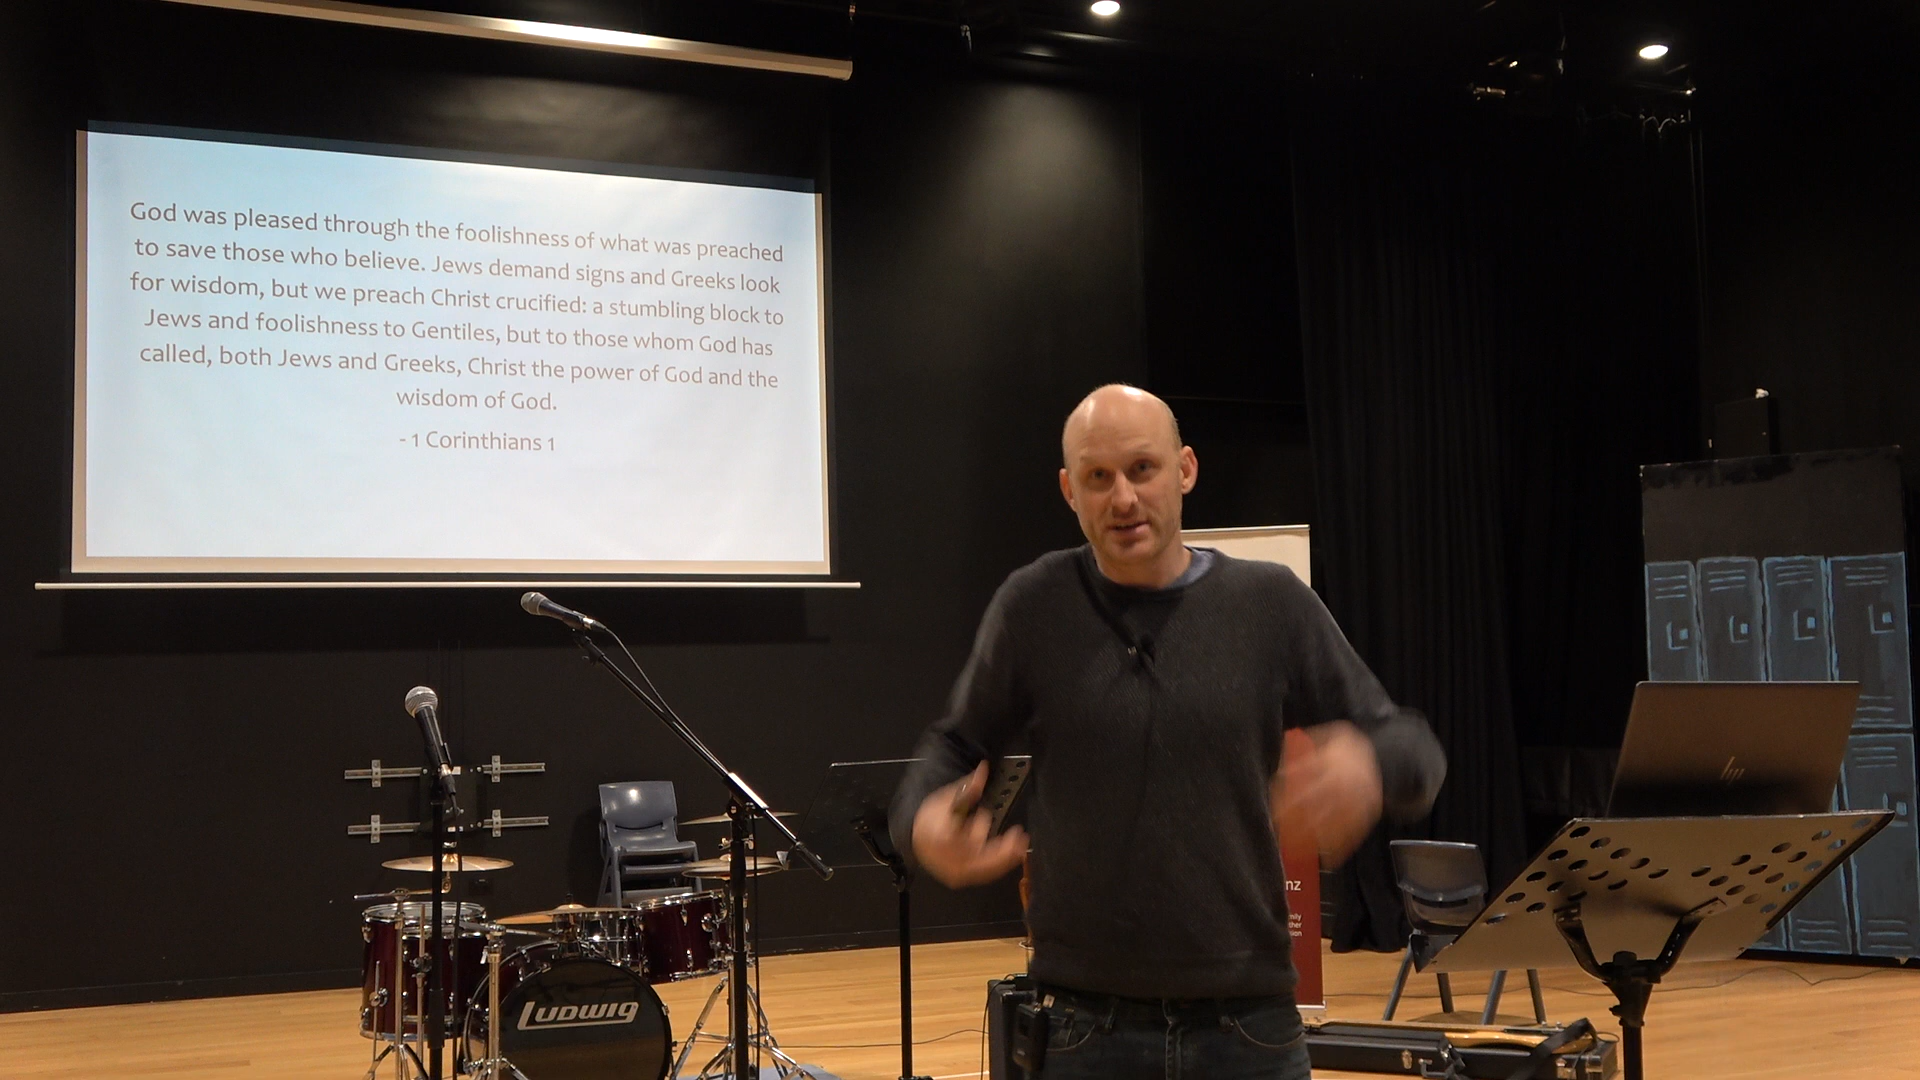 God was pleased through the foolishness of what was preached
to save those who believe. Jews demand signs and Greeks look
for wisdom, but we preach Christ crucified: a stumbling block to
Jews and foolishness to Gentiles, but to those whom God has
called, both Jews and Greeks, Christ the power of God and the
wisdom of God.
- 1 Corinthians 1
LUDWIG
hp
nz